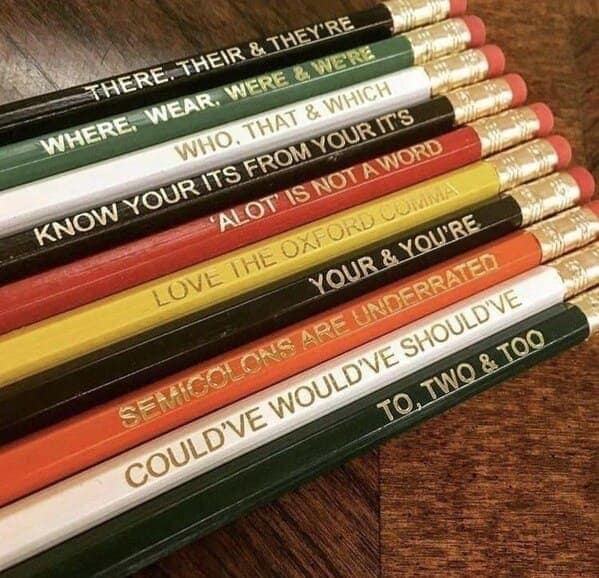 THERE, THEIR & THEY'RE
WHERE, WEAR, WERE & WE'RE
WHO, THAT & WHICH
KNOW YOUR ITS FROM YOUR IT'S
'ALOT' IS NOT A WORD
LOVE THE OXFORD COMMA
YOUR & YOU'RE
SEMICOLONS ARE UNDERRATED
COULD'VE WOULD'VE SHOULD'VE
TO, TWO & TOO